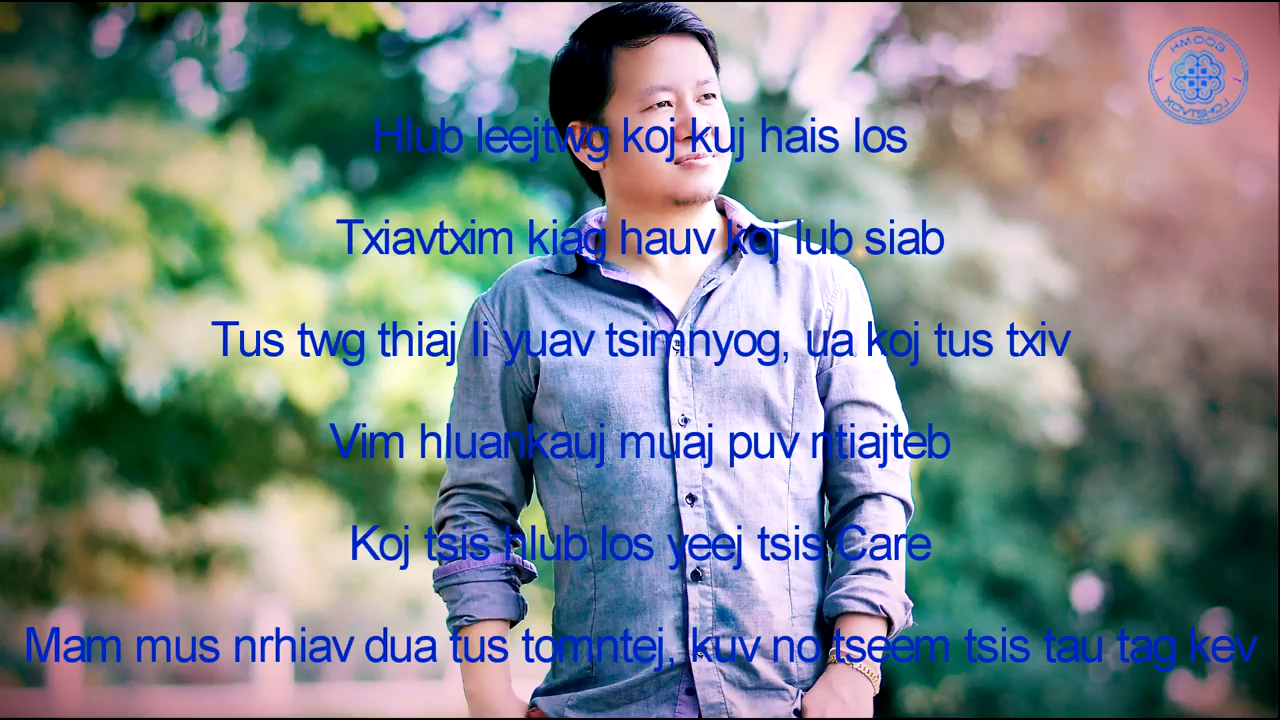 Hlub leejtwg koj kuj hais los
Txiavtxim kiag hauv koj lub siab
Tus twg thiaj li yuav tsimnyog, ua koj tus txiv
Vim hluankauj muaj puv ntiajteb
Koj tsis hlub los yeej tsis Care
Mam mus nrhiav dua tus tomntej, kuv no tseem tsis tau tag kev